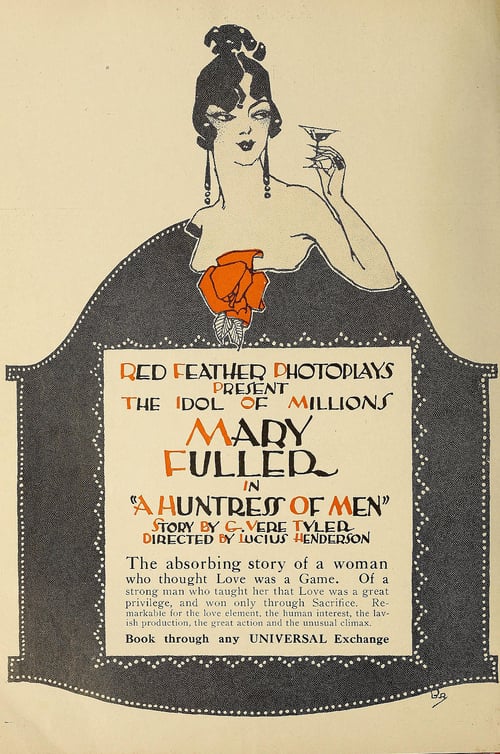 RED FEATHER PHOTOPLAYS
PRESENT
THE IDOL OF MILLIONS
MARY
FULLER
IN
"A HUNTRESS OF MEN"
STORY BY G. VERE TYLER
DIRECTED BY LUCIUS HENDERSON
The absorbing story of a woman
who thought Love was a Game. Of a
strong man who taught her that Love was a great
privilege, and won only through Sacrifice. Re-
markable for the love element, the human interest, the lav-
ish production, the great action and the unusual climax.
Book through any UNIVERSAL Exchange